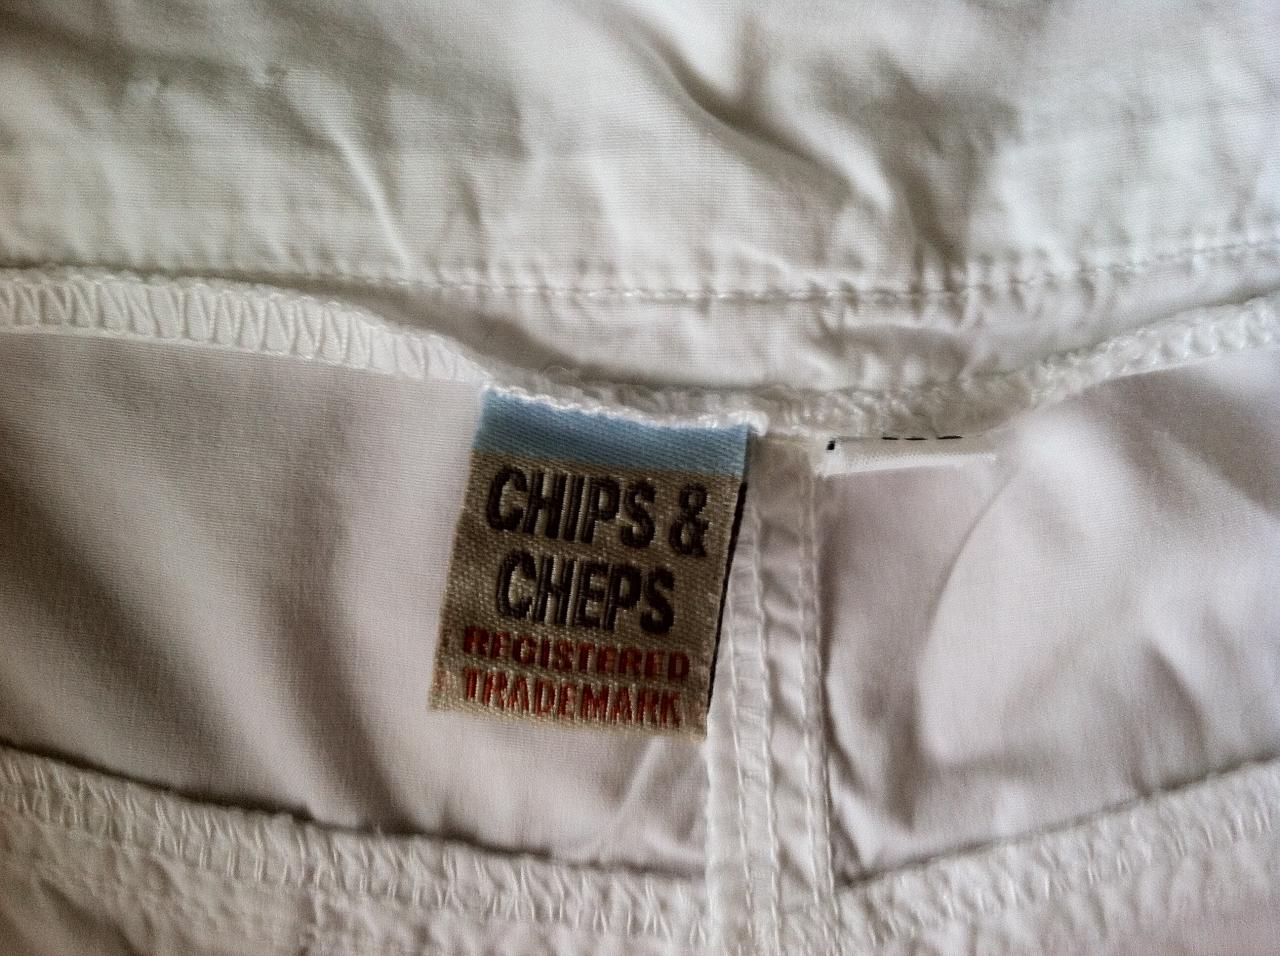 CHIPS &
CHEPS
REGISTERED
TRADEMARK